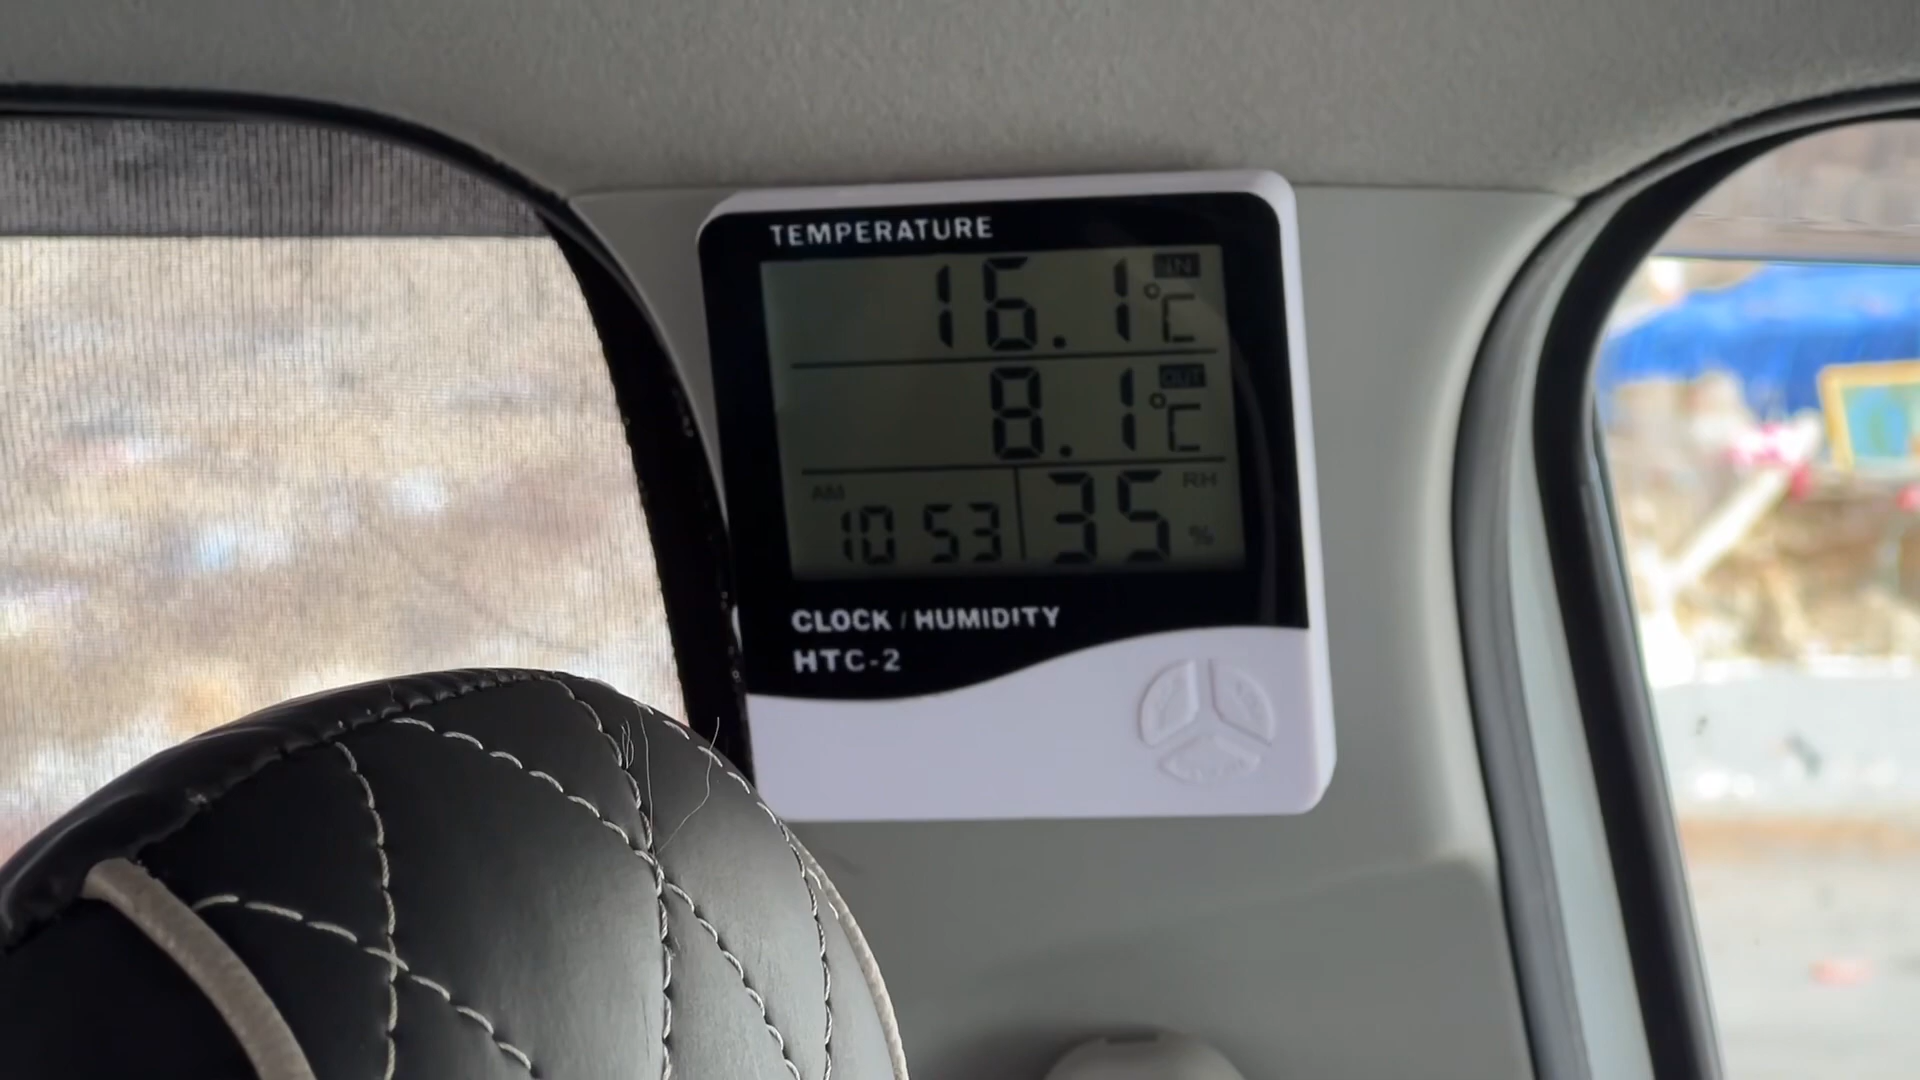 TEMPERATURE
16.1°C IN
8.1°C OUT
AM 10 53
35% RH
CLOCK / HUMIDITY
HTC-2